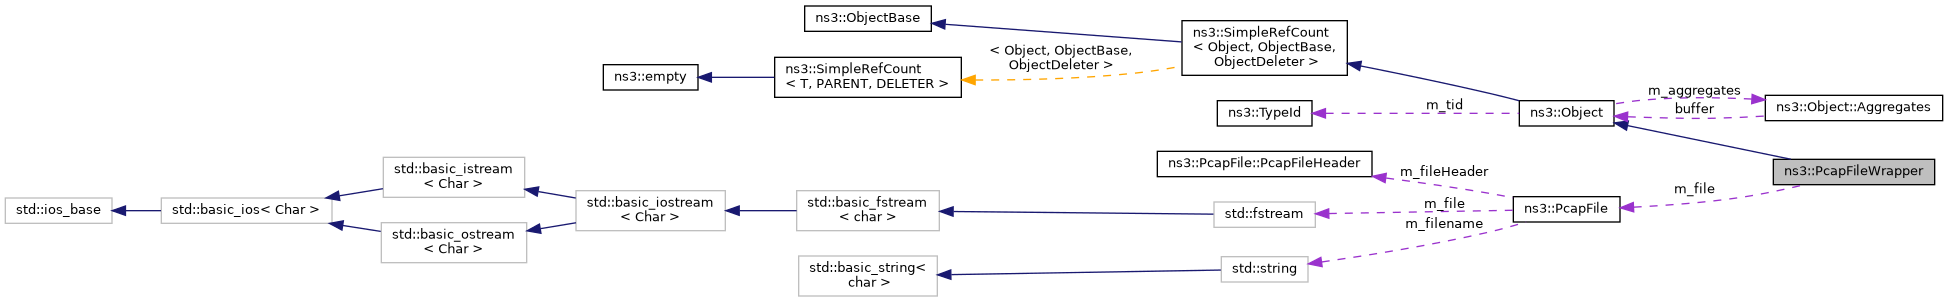 ns3::ObjectBase
ns3::SimpleRefCount
< Object, ObjectBase,
ObjectDeleter >
< Object, ObjectBase,
ObjectDeleter >
ns3::empty
ns3::SimpleRefCount
< T, PARENT, DELETER >
m_aggregates
buffer
ns3::Object::Aggregates
m_tid
ns3::TypeId
ns3::Object
ns3::PcapFile::PcapFileHeader
m_fileHeader
ns3::PcapFileWrapper
m_file
std::basic_istream
< Char >
std::ios_base
std::basic_ios< Char >
std::basic_iostream
< Char >
std::basic_fstream
< char >
std::fstream
m_file
ns3::PcapFile
m_filename
std::basic_ostream
< Char >
std::basic_string<
char >
std::string